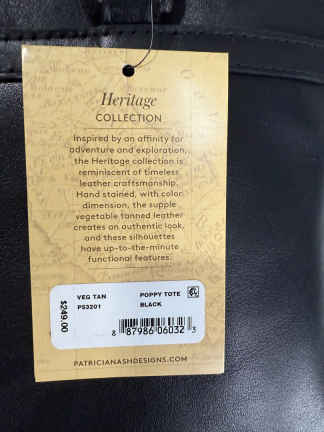 Heritage
COLLECTION
Inspired by an affinity for
adventure and exploration,
the Heritage collection is
reminiscent of timeless
leather craftsmanship.
Hand stained, with color
dimension, the supple
vegetable tanned leather
creates an authentic look,
and these silhouettes
have up-to-the-minute
functional features.
$249.00
VEG TAN
P53201
POPPY TOTE
BLACK
8 87986 06032 3
PATRICIANASHDESIGNS.COM